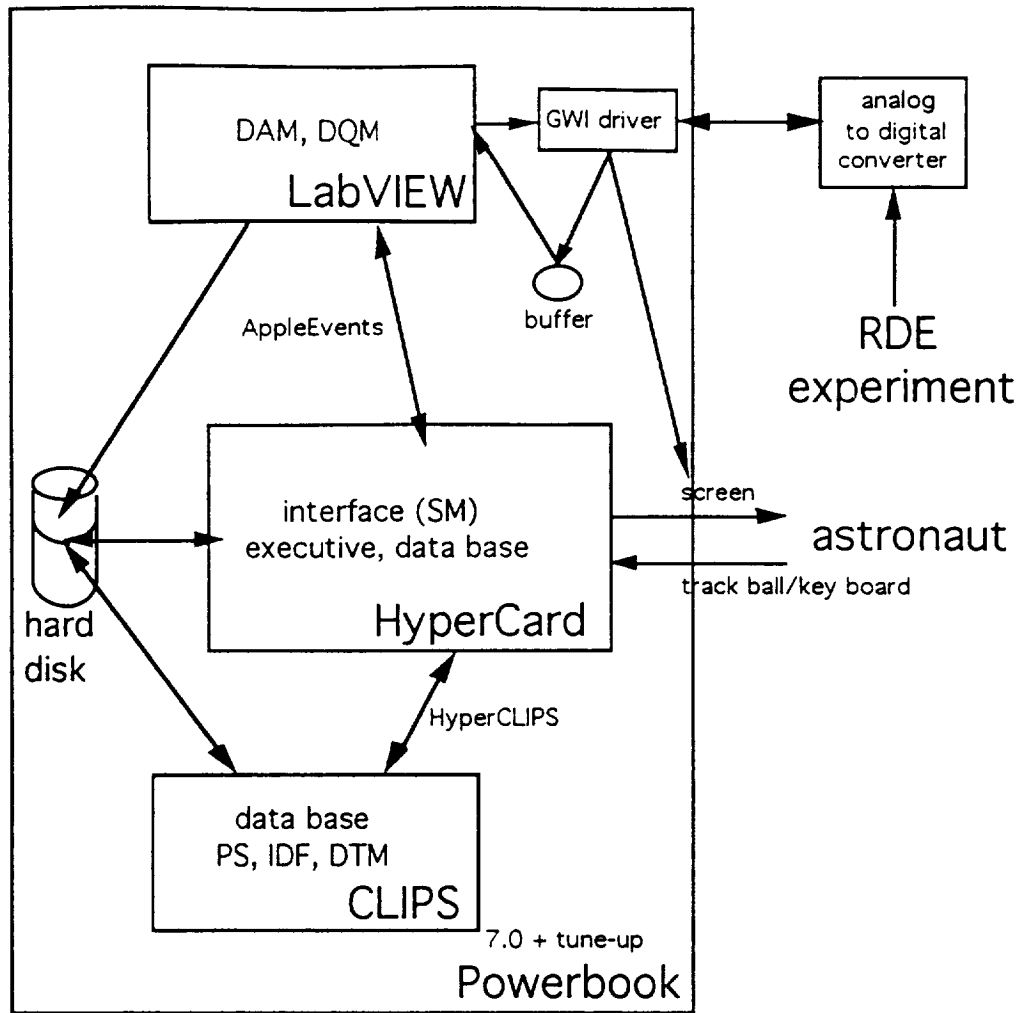 DAM, DQM
LabVIEW
GWI driver
analog
to digital
converter
buffer
AppleEvents
RDE
experiment
interface (SM)
executive, data base
HyperCard
screen
astronaut
track ball/key board
hard
disk
HyperCLIPS
data base
PS, IDF, DTM
CLIPS
7.0 + tune-up
Powerbook